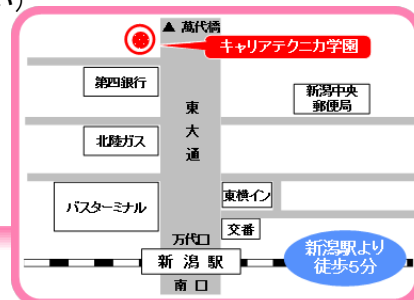 い)
▲ 萬代橋
キャリアテクニカ学園
第四銀行
新潟中央
郵便局
東大通
北陸ガス
バスターミナル
東横イン
交番
万代口
新潟駅より
徒歩5分
新潟駅
南口